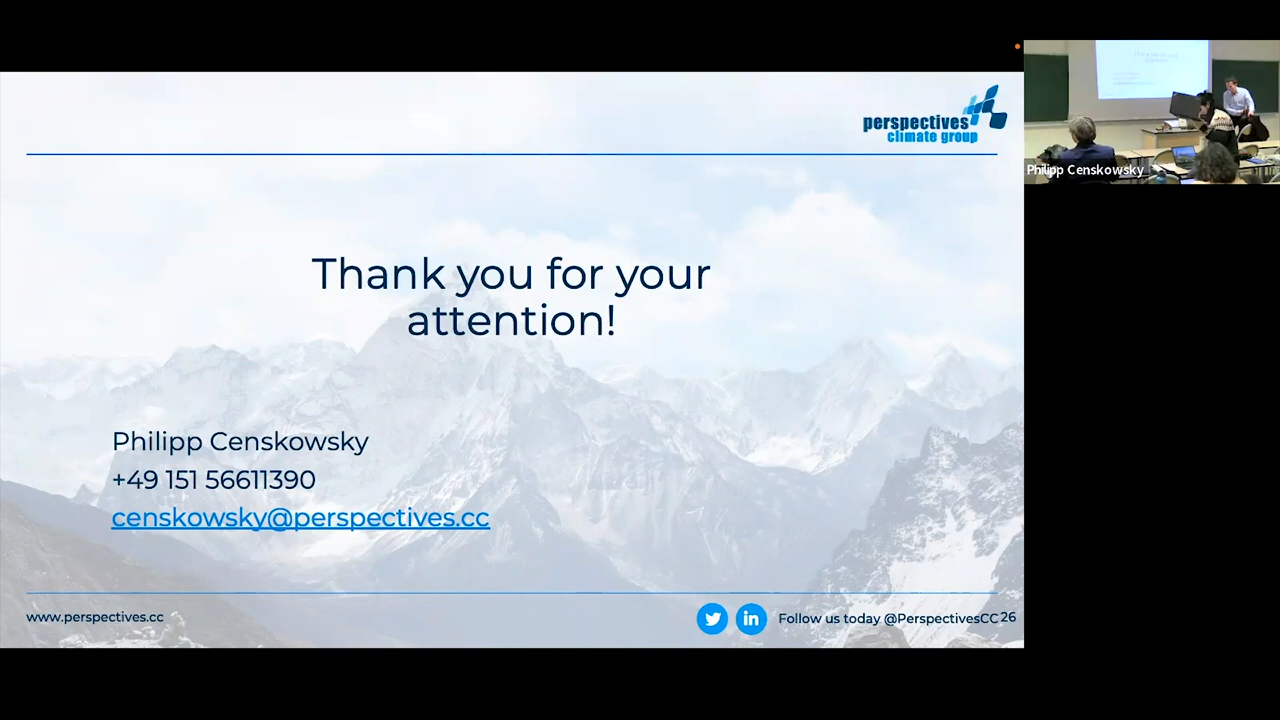 perspectives
climate group
Thank you for your
attention!
Philipp Censkowsky
+49 151 56611390
censkowsky@perspectives.cc
www.perspectives.cc
Follow us today @PerspectivesCC 26
Philipp Censkowsky